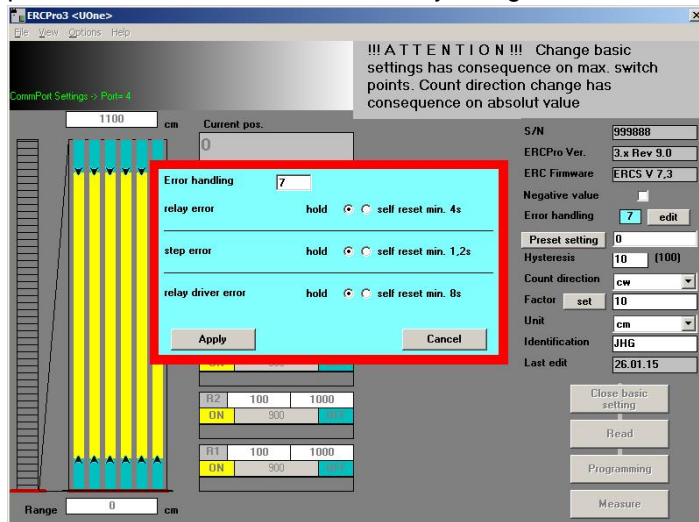 ERCPro3 <UOne>
File View Options Help
!!! A T T E N T I O N !!! Change basic
settings has consequence on max. switch
points. Count direction change has
consequence on absolut value
CommPort Settings -> Port= 4
1100 cm
Current pos.
0
S/N 999888
ERCPro Ver. 3.x Rev 9.0
ERC Firmware ERCS V 7,3
Negative value
Error handling 7 edit
Preset setting 0
Hysteresis 10 (100)
Count direction cw
Factor set 10
Unit cm
Identification JHG
Last edit 26.01.15
Error handling 7
relay error hold self reset min. 4s
step error hold self reset min. 1,2s
relay driver error hold self reset min. 8s
Apply Cancel
R2 100 1000
ON 900 OFF
R1 100 1000
ON 900 OFF
Close basic
setting
Read
Programming
Measure
Range 0 cm